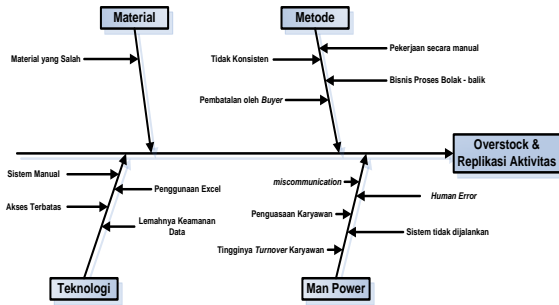 Material
Metode
Material yang Salah
Pekerjaan secara manual
Tidak Konsisten
Bisnis Proses Bolak - balik
Pembatalan oleh Buyer
Overstock &
Replikasi Aktivitas
Sistem Manual
Penggunaan Excel
Akses Terbatas
Lemahnya Keamanan
Data
miscommunication
Human Error
Penguasaan Karyawan
Sistem tidak dijalankan
Tingginya Turnover Karyawan
Teknologi
Man Power